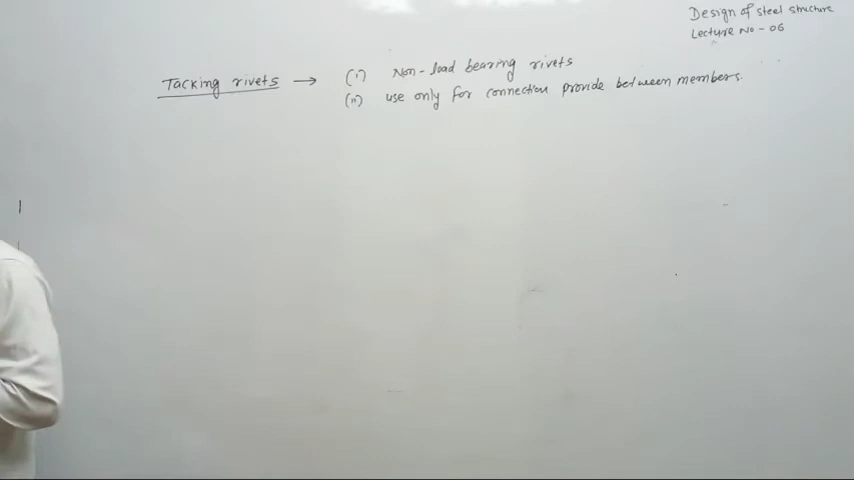 Design of steel structure
Lecture No - 06
Tacking rivets → (i) Non-load bearing rivets
(ii) use only for connection provide between members.